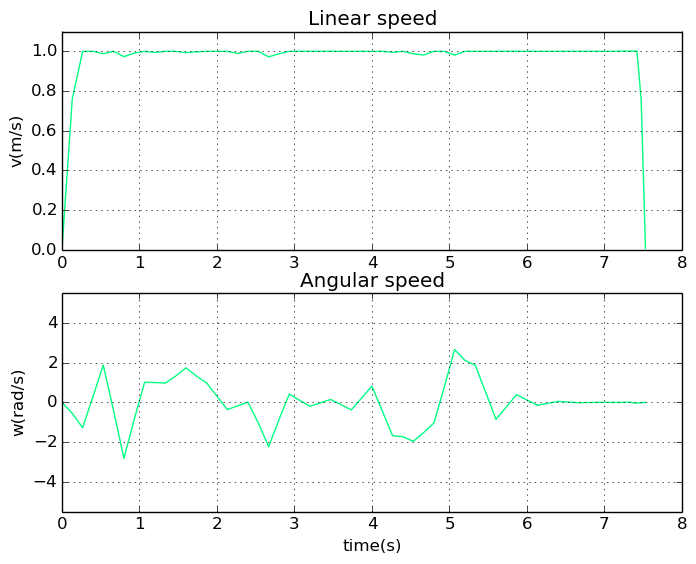 Linear speed
1.0
0.8
0.6
0.4
0.2
0.0
v(m/s)
0 1 2 3 4 5 6 7 8
Angular speed
4
2
0
−2
−4
w(rad/s)
0 1 2 3 4 5 6 7 8
time(s)